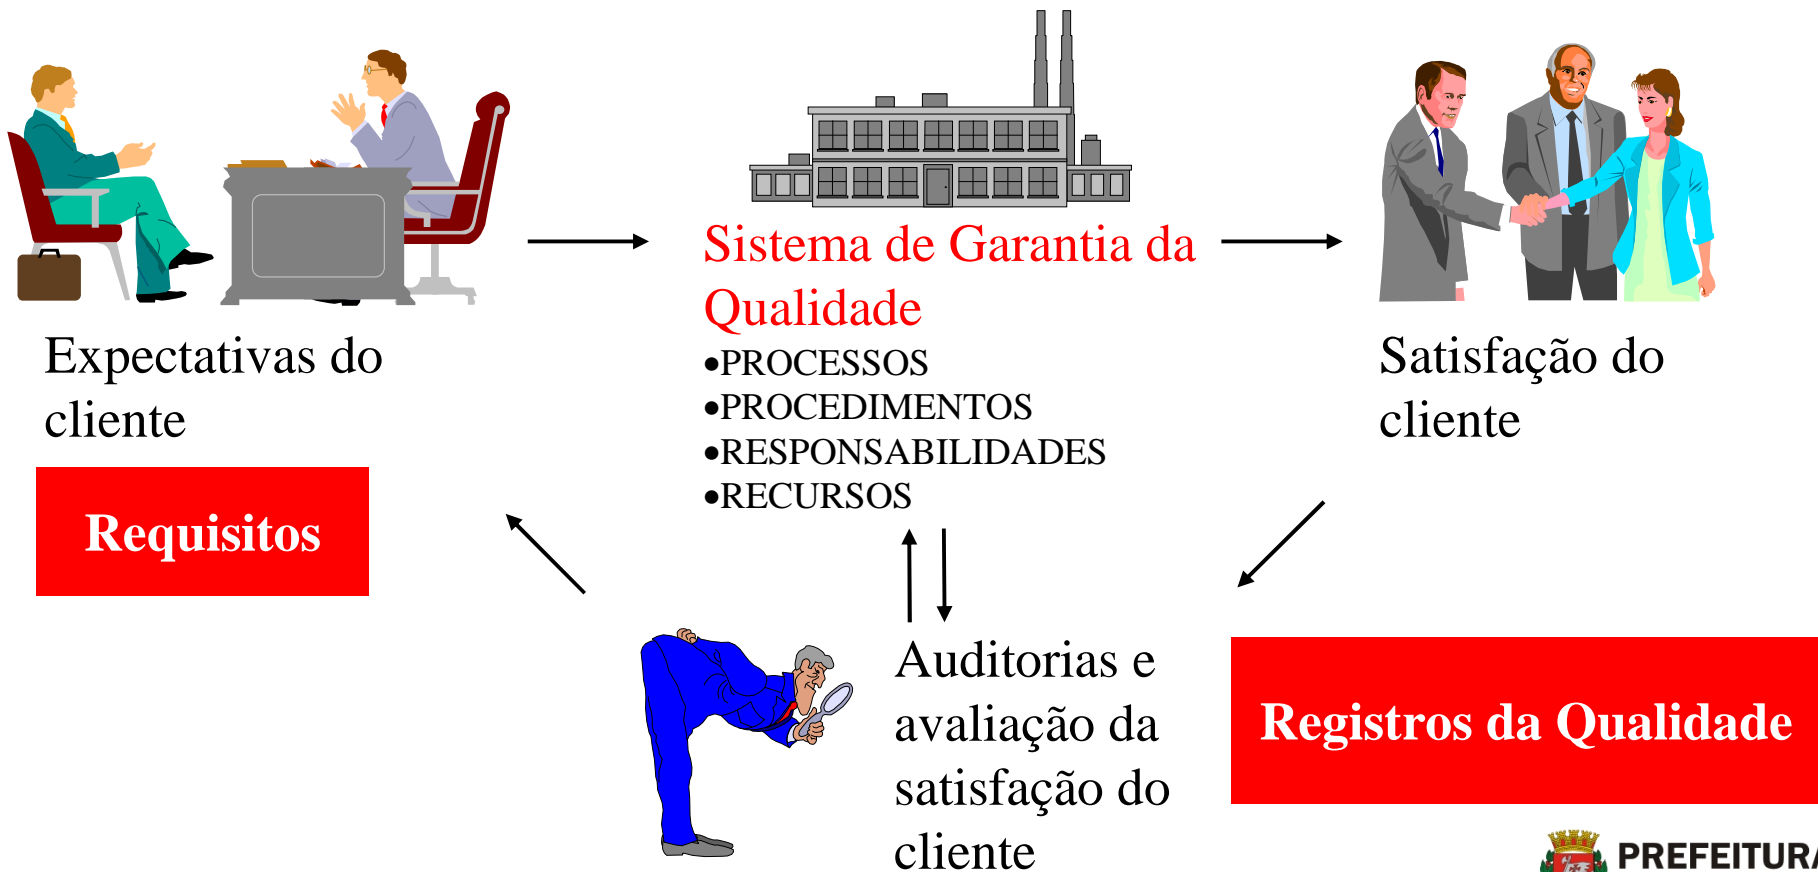 Expectativas do
cliente
Requisitos
Sistema de Garantia da
Qualidade
•PROCESSOS
•PROCEDIMENTOS
•RESPONSABILIDADES
•RECURSOS
Satisfação do
cliente
Auditorias e
avaliação da
satisfação do
cliente
Registros da Qualidade
PREFEITURA